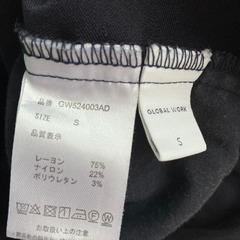 品番 GW524003AD
SIZE S
品質表示
レーヨン 75%
ナイロン 22%
ポリウレタン 3%
GLOBAL WORK
S